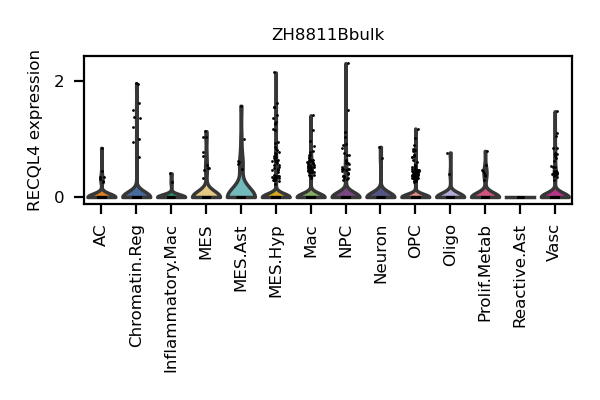 ZH8811Bbulk
RECQL4 expression
2
0
AC
Chromatin.Reg
Inflammatory.Mac
MES
MES.Ast
MES.Hyp
Mac
NPC
Neuron
OPC
Oligo
Prolif.Metab
Reactive.Ast
Vasc